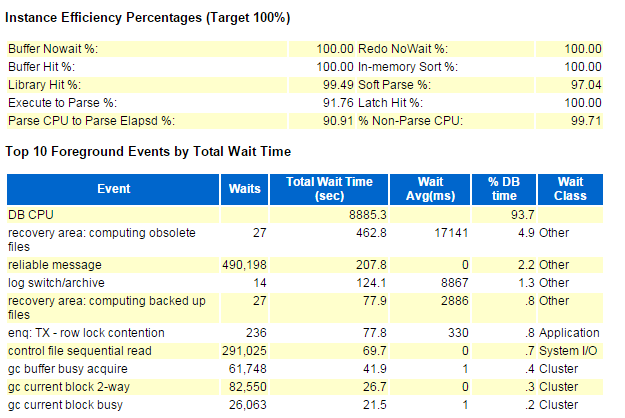 Instance Efficiency Percentages (Target 100%)
Buffer Nowait %: 100.00 Redo NoWait %: 100.00
Buffer Hit %: 100.00 In-memory Sort %: 100.00
Library Hit %: 99.49 Soft Parse %: 97.04
Execute to Parse %: 91.76 Latch Hit %: 100.00
Parse CPU to Parse Elapsd %: 90.91 % Non-Parse CPU: 99.71
Top 10 Foreground Events by Total Wait Time
Event Waits Total Wait Time (sec) Wait Avg(ms) % DB time Wait Class
DB CPU 8885.3 93.7
recovery area: computing obsolete files 27 462.8 17141 4.9 Other
reliable message 490,198 207.8 0 2.2 Other
log switch/archive 14 124.1 8867 1.3 Other
recovery area: computing backed up files 27 77.9 2886 .8 Other
enq: TX - row lock contention 236 77.8 330 .8 Application
control file sequential read 291,025 69.7 0 .7 System I/O
gc buffer busy acquire 61,748 41.9 1 .4 Cluster
gc current block 2-way 82,550 26.7 0 .3 Cluster
gc current block busy 26,063 21.5 1 .2 Cluster